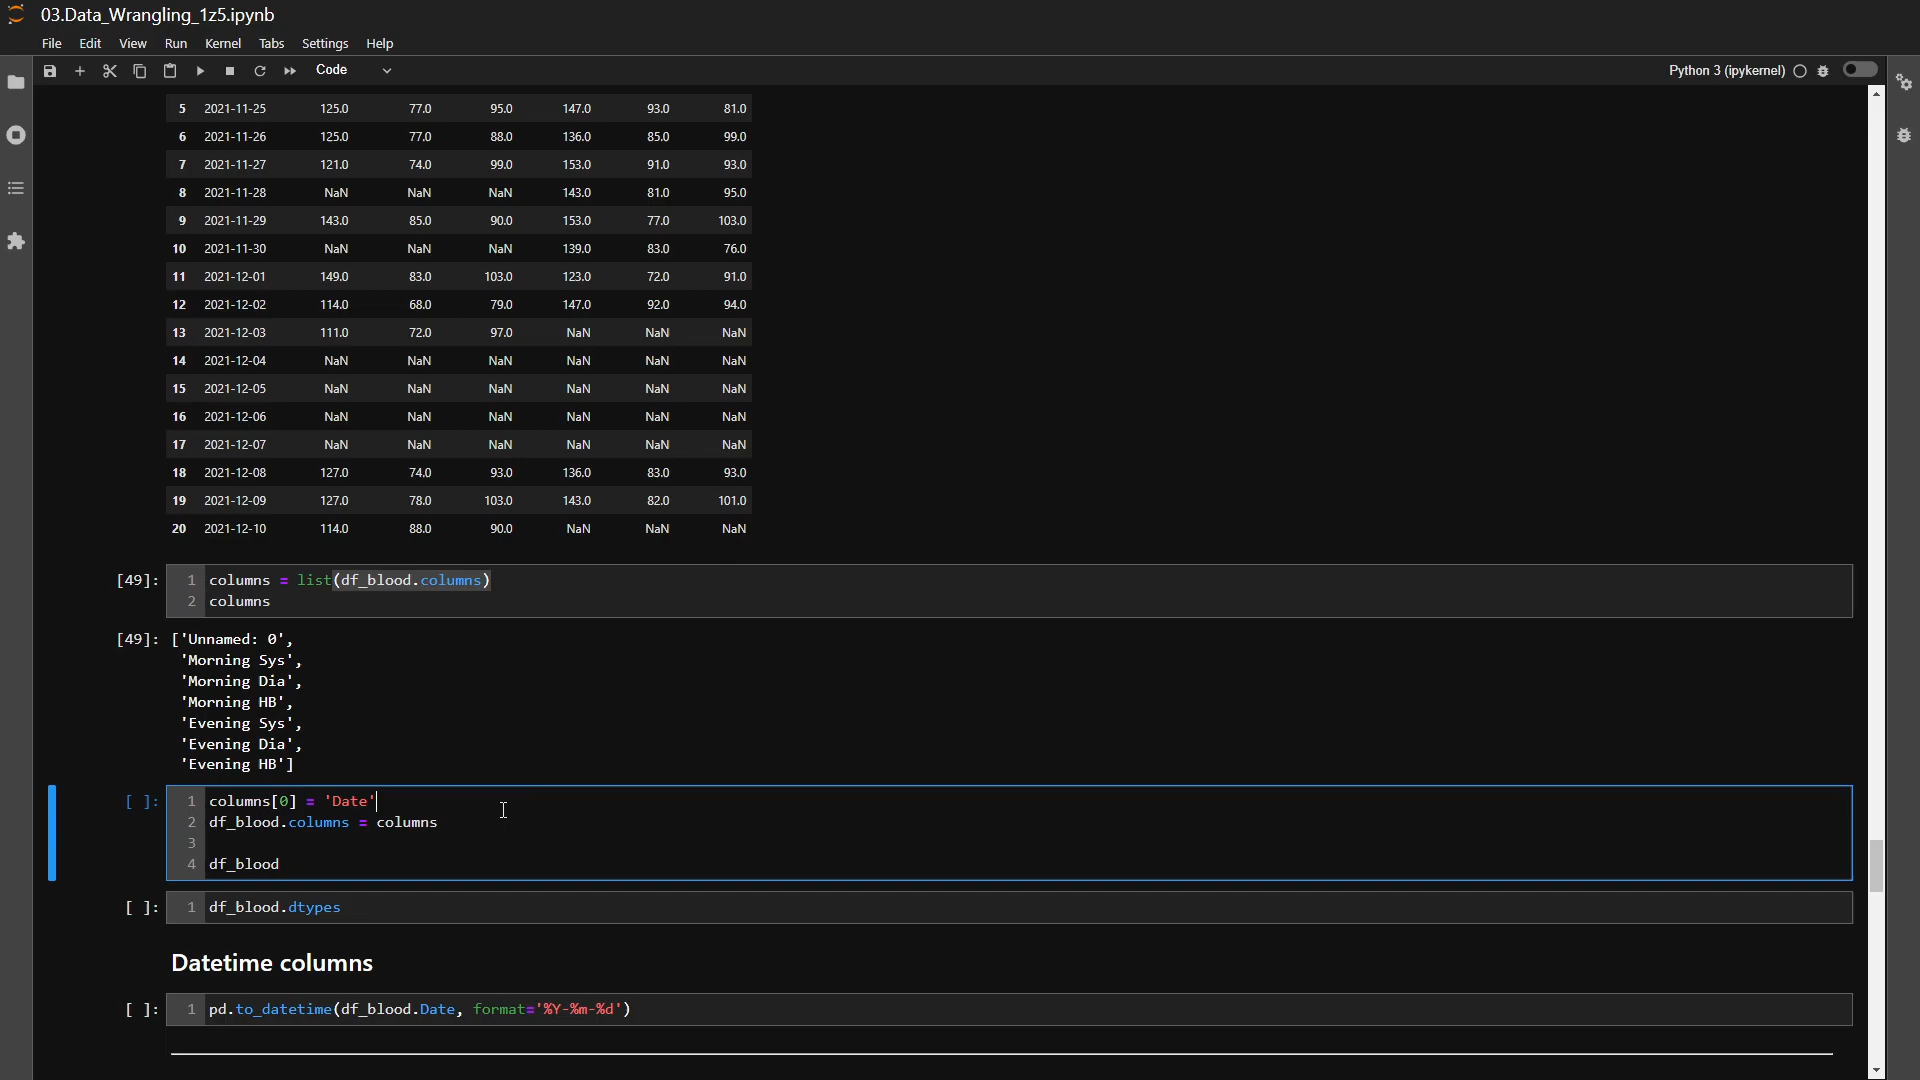 03.Data_Wrangling_1z5.ipynb
File Edit View Run Kernel Tabs Settings Help
Code Python 3 (ipykernel)
5 2021-11-25 125.0 77.0 95.0 147.0 93.0 81.0
6 2021-11-26 125.0 77.0 88.0 136.0 85.0 99.0
7 2021-11-27 121.0 74.0 99.0 153.0 91.0 93.0
8 2021-11-28 NaN NaN NaN 143.0 81.0 95.0
9 2021-11-29 143.0 85.0 90.0 153.0 77.0 103.0
10 2021-11-30 NaN NaN NaN 139.0 83.0 76.0
11 2021-12-01 149.0 83.0 103.0 123.0 72.0 91.0
12 2021-12-02 114.0 68.0 79.0 147.0 92.0 94.0
13 2021-12-03 111.0 72.0 97.0 NaN NaN NaN
14 2021-12-04 NaN NaN NaN NaN NaN NaN
15 2021-12-05 NaN NaN NaN NaN NaN NaN
16 2021-12-06 NaN NaN NaN NaN NaN NaN
17 2021-12-07 NaN NaN NaN NaN NaN NaN
18 2021-12-08 127.0 74.0 93.0 136.0 83.0 93.0
19 2021-12-09 127.0 78.0 103.0 143.0 82.0 101.0
20 2021-12-10 114.0 88.0 90.0 NaN NaN NaN
[49]: 1 columns = list(df_blood.columns)
2 columns
[49]: ['Unnamed: 0',
'Morning Sys',
'Morning Dia',
'Morning HB',
'Evening Sys',
'Evening Dia',
'Evening HB']
[ ]: 1 columns[0] = 'Date'
2 df_blood.columns = columns
3
4 df_blood
[ ]: 1 df_blood.dtypes
Datetime columns
[ ]: 1 pd.to_datetime(df_blood.Date, format='%Y-%m-%d')